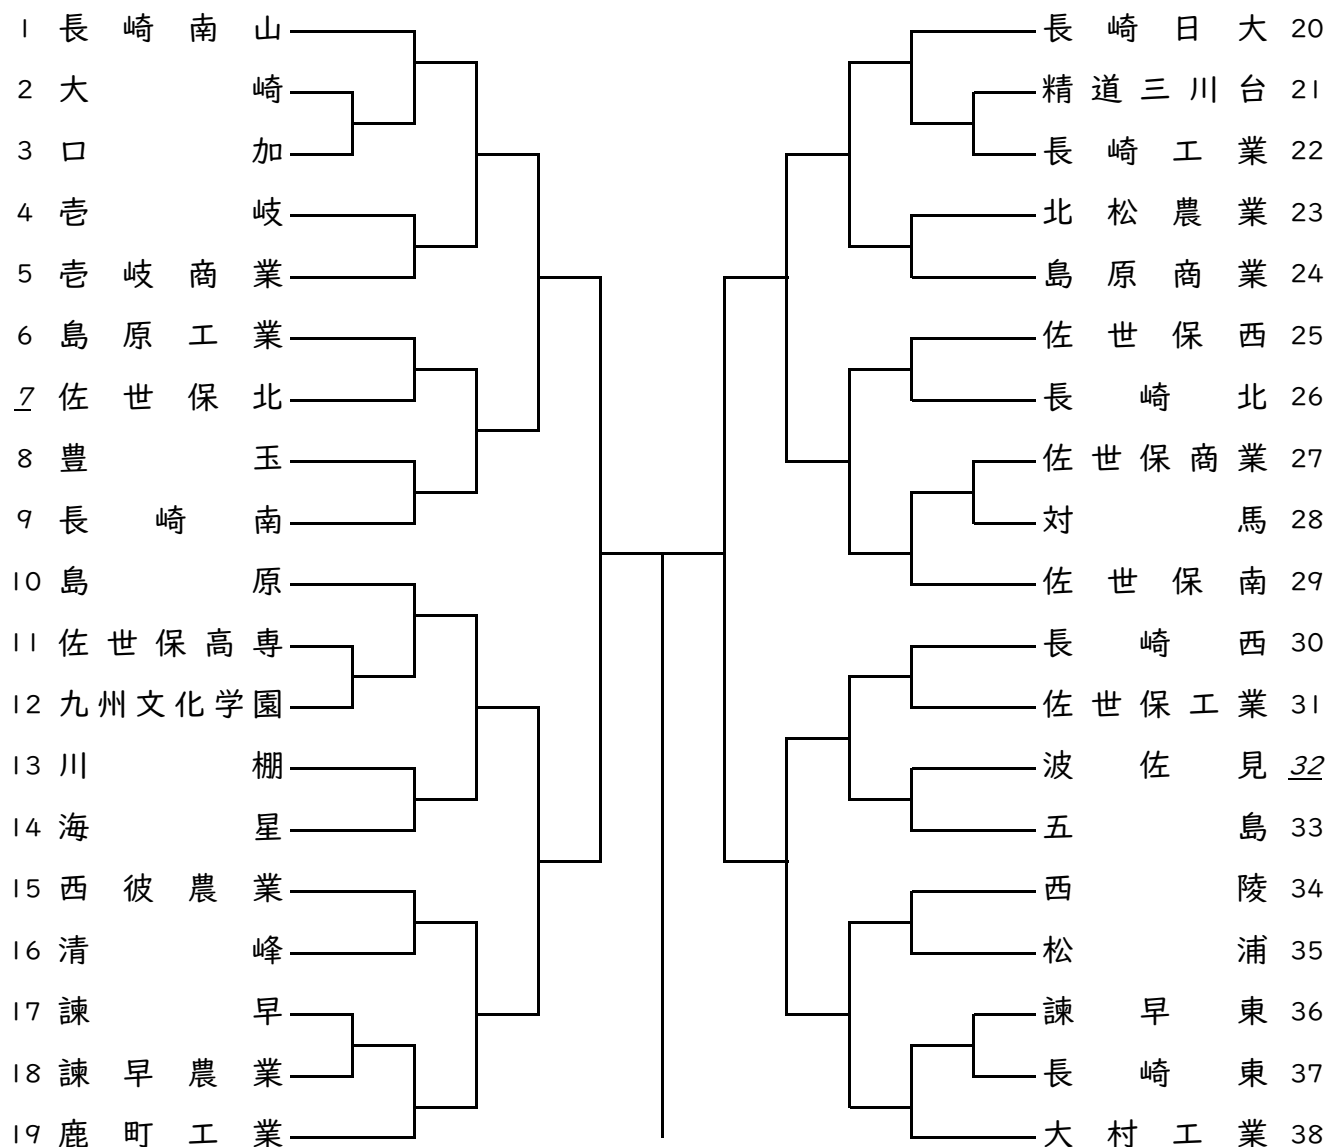 1 長崎南山
2 大崎
3 口加
4 壱岐
5 壱岐商業
6 島原工業
7 佐世保北
8 豊玉
9 長崎南
10 島原
11 佐世保高専
12 九州文化学園
13 川棚
14 海星
15 西彼農業
16 清峰
17 諫早
18 諫早農業
19 鹿町工業
長崎日大 20
精道三川台 21
長崎工業 22
北松農業 23
島原商業 24
佐世保西 25
長崎北 26
佐世保商業 27
対馬 28
佐世保南 29
長崎西 30
佐世保工業 31
波佐見 32
五島 33
西陵 34
松浦 35
諫早東 36
長崎東 37
大村工業 38